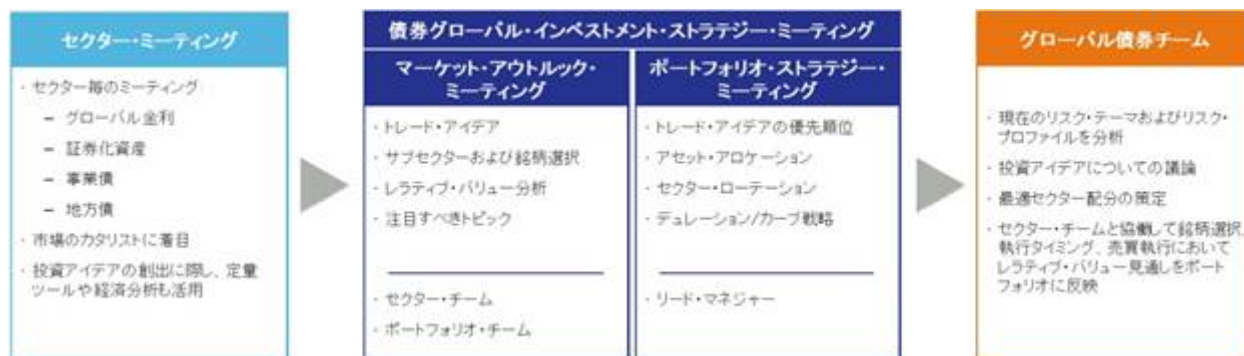 セクター・ミーティング
・セクター毎のミーティング
− グローバル金利
− 証券化資産
− 事業債
− 地方債
・市場のカタリストに着目
・投資アイデアの創出に際し、定量
ツールや経済分析も活用
債券グローバル・インベストメント・ストラテジー・ミーティング
マーケット・アウトルック・
ミーティング
・トレード・アイデア
・サブセクターおよび銘柄選択
・レラティブ・バリュー分析
・注目すべきトピック
・セクター・チーム
・ポートフォリオ・チーム
ポートフォリオ・ストラテジー・
ミーティング
・トレード・アイデアの優先順位
・アセット・アロケーション
・セクター・ローテーション
・デュレーション/カーブ戦略
・リード・マネジャー
グローバル債券チーム
・現在のリスク・テーマおよびリスク・
プロファイルを分析
・投資アイデアについての議論
・最適セクター配分の策定
・セクター・チームと協働して銘柄選択、
執行タイミング、売買執行において
レラティブ・バリュー見通しをポート
フォリオに反映